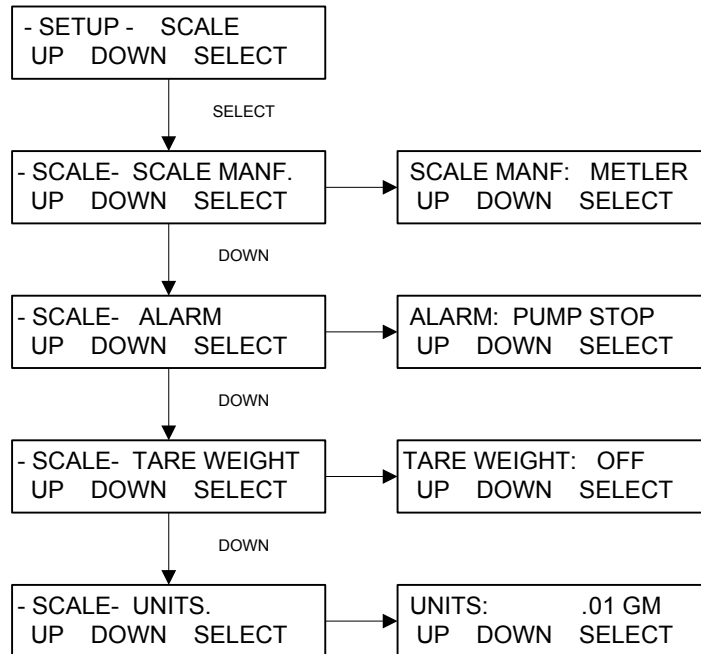 - SETUP - SCALE
UP DOWN SELECT
SELECT
- SCALE- SCALE MANF.
UP DOWN SELECT
SCALE MANF: METLER
UP DOWN SELECT
DOWN
- SCALE- ALARM
UP DOWN SELECT
ALARM: PUMP STOP
UP DOWN SELECT
DOWN
- SCALE- TARE WEIGHT
UP DOWN SELECT
TARE WEIGHT: OFF
UP DOWN SELECT
DOWN
- SCALE- UNITS.
UP DOWN SELECT
UNITS: .01 GM
UP DOWN SELECT